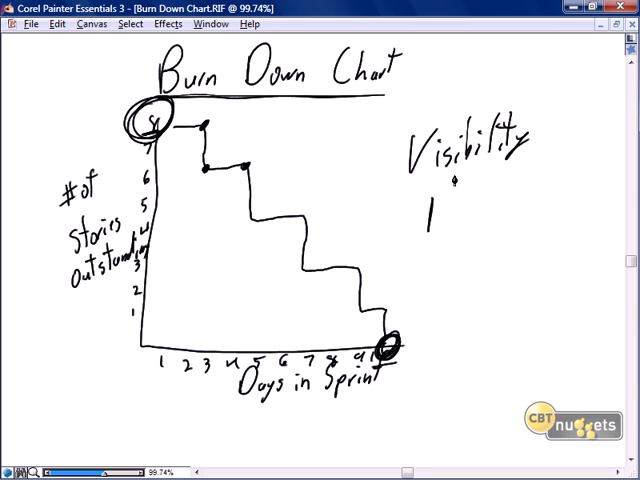 Corel Painter Essentials 3 - [Burn Down Chart.RIF @ 99.74%]
File Edit Canvas Select Effects Window Help
Burn Down Chart
8
7
6
5
4
3
2
1
# of
Stories
Outstanding
1 2 3 4 5 6 7 8 9
Days in Sprint
Visibility
CBT nuggets
99.74%